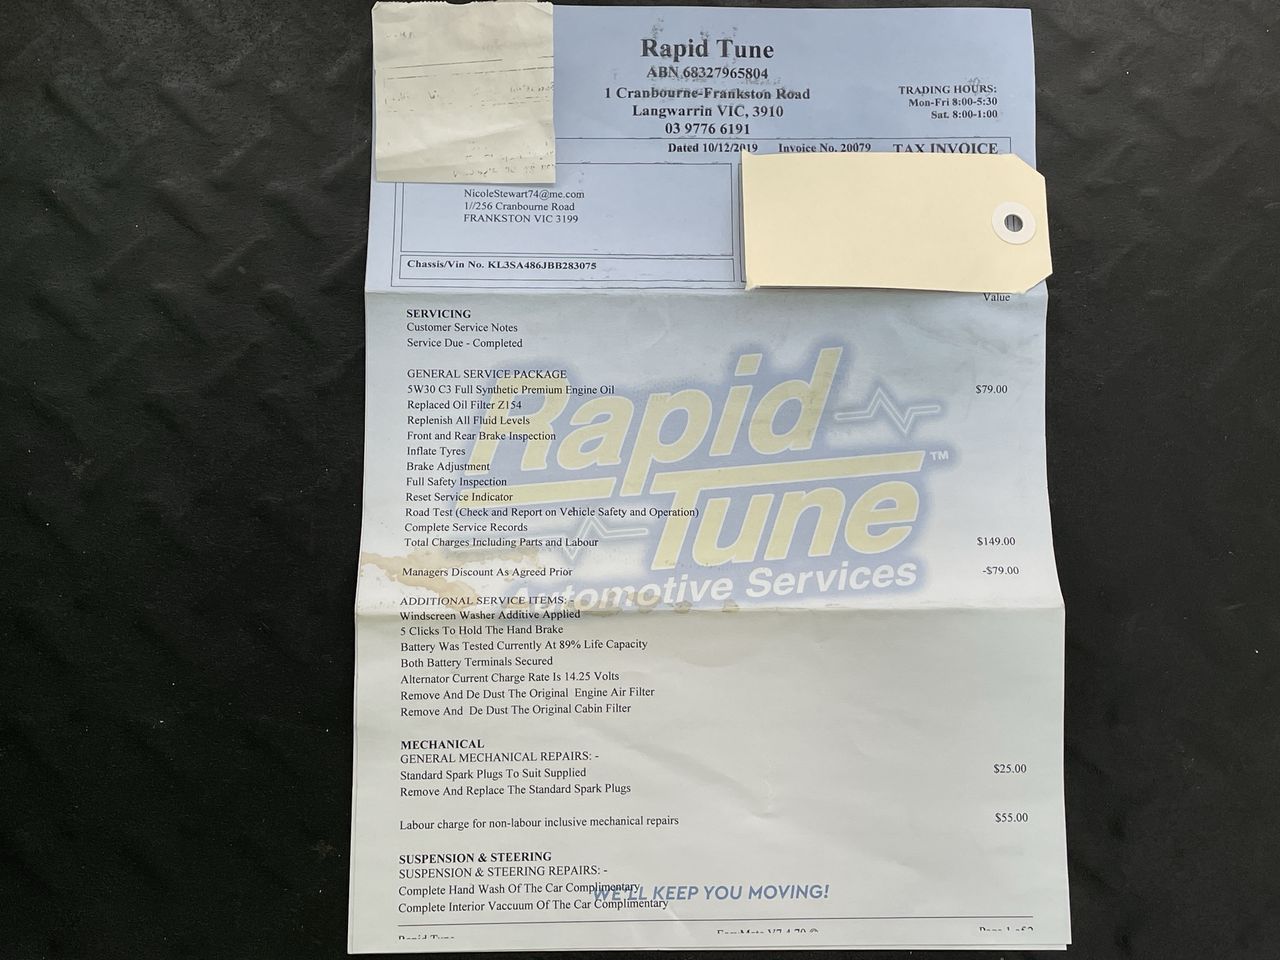 Rapid Tune
ABN 68327965804
1 Cranbourne-Frankston Road
Langwarrin VIC, 3910
03 9776 6191
TRADING HOURS:
Mon-Fri 8:00-5:30
Sat. 8:00-1:00
Dated 10/12/2019 Invoice No. 20079 TAX INVOICE
NicoleStewart74@me.com
1//256 Cranbourne Road
FRANKSTON VIC 3199
Chassis/Vin No. KL3SA486JBB283075
Value
SERVICING
Customer Service Notes
Service Due - Completed
GENERAL SERVICE PACKAGE
5W30 C3 Full Synthetic Premium Engine Oil $79.00
Replaced Oil Filter Z154
Replenish All Fluid Levels
Front and Rear Brake Inspection
Inflate Tyres
Brake Adjustment
Full Safety Inspection
Reset Service Indicator
Road Test (Check and Report on Vehicle Safety and Operation)
Complete Service Records
Total Charges Including Parts and Labour $149.00
Managers Discount As Agreed Prior -$79.00
ADDITIONAL SERVICE ITEMS: -
Windscreen Washer Additive Applied
5 Clicks To Hold The Hand Brake
Battery Was Tested Currently At 89% Life Capacity
Both Battery Terminals Secured
Alternator Current Charge Rate Is 14.25 Volts
Remove And De Dust The Original Engine Air Filter
Remove And De Dust The Original Cabin Filter
MECHANICAL
GENERAL MECHANICAL REPAIRS: -
Standard Spark Plugs To Suit Supplied $25.00
Remove And Replace The Standard Spark Plugs
Labour charge for non-labour inclusive mechanical repairs $55.00
SUSPENSION & STEERING
SUSPENSION & STEERING REPAIRS: -
Complete Hand Wash Of The Car Complimentary
Complete Interior Vaccuum Of The Car Complimentary
Rapid Tune™
Automotive Services
WE'LL KEEP YOU MOVING!
Rapid Tune